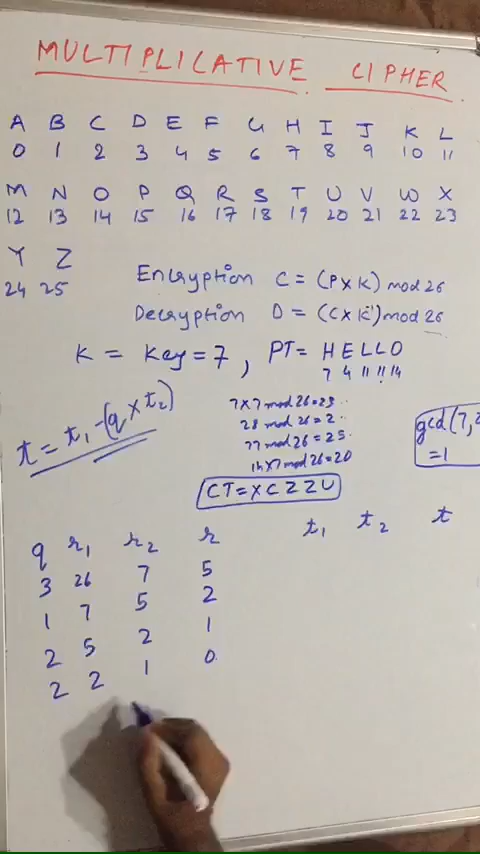 MULTIPLICATIVE CIPHER
A B C D E F G H I J K L
0 1 2 3 4 5 6 7 8 9 10 11
M N O P Q R S T U V W X
12 13 14 15 16 17 18 19 20 21 22 23
Y Z
24 25
Encryption C = (P×K) mod 26
Decryption D = (C×K⁻¹) mod 26
K = Key = 7, PT = HELLO
7 4 11 11 14
t = t₁ - (q × t₂)
7×7 mod 26 = 23
28 mod 26 = 2
77 mod 26 = 25
14×7 mod 26 = 20
CT = XCZZU
gcd(7,2
=1
q r₁ r₂ r t₁ t₂ t
3 26 7 5
1 7 5 2
2 5 2 1
2 2 1 0